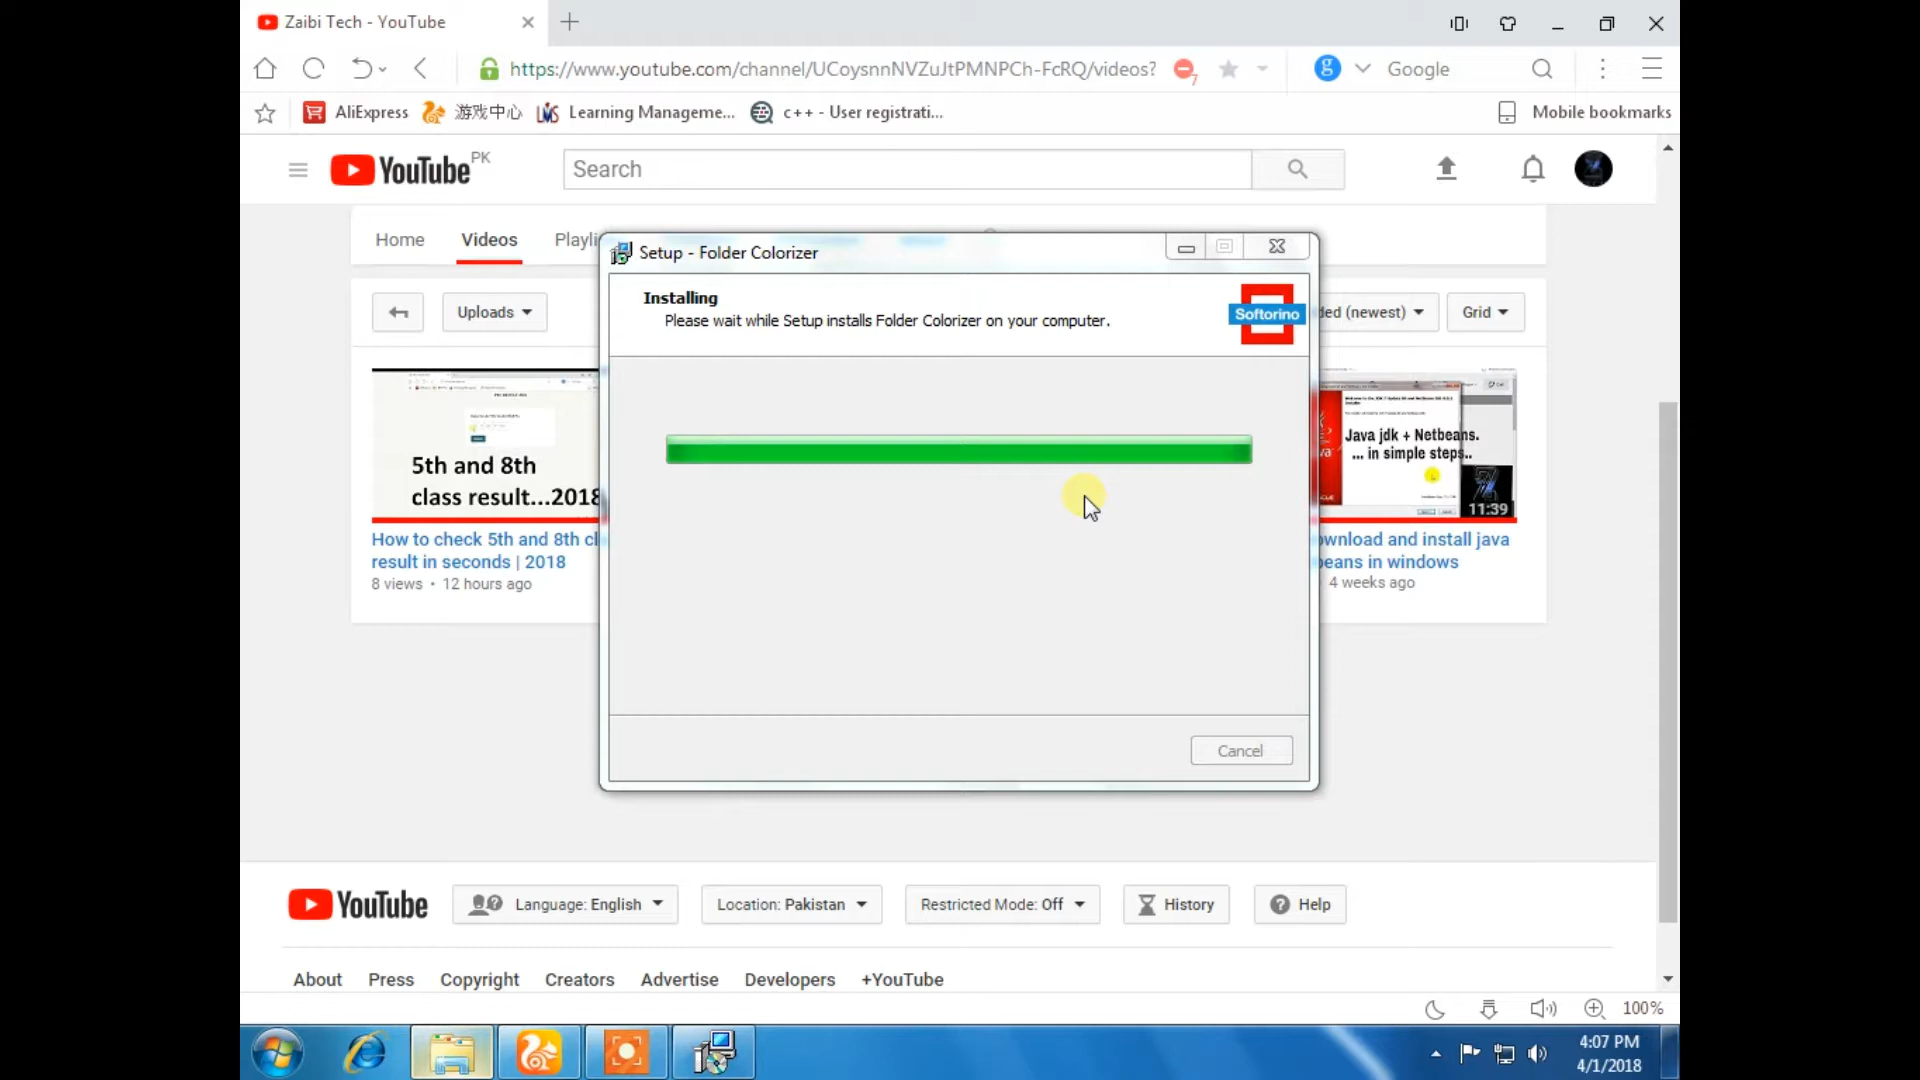 Zaibi Tech - YouTube
https://www.youtube.com/channel/UCoysnnNVZuJtPMNPCh-FcRQ/videos?
7
Google
AliExpress
游戏中心
Learning Manageme...
c++ - User registrati...
Mobile bookmarks
YouTube PK
Search
Home
Videos
Playli
Setup - Folder Colorizer
Installing
Please wait while Setup installs Folder Colorizer on your computer.
Softorino
Uploads
ded (newest)
Grid
5th and 8th
class result...2018
Java jdk + Netbeans.
... in simple steps..
11:39
How to check 5th and 8th cl
result in seconds | 2018
8 views • 12 hours ago
ownload and install java
beans in windows
4 weeks ago
Cancel
YouTube
Language: English
Location: Pakistan
Restricted Mode: Off
History
Help
About
Press
Copyright
Creators
Advertise
Developers
+YouTube
100%
4:07 PM
4/1/2018